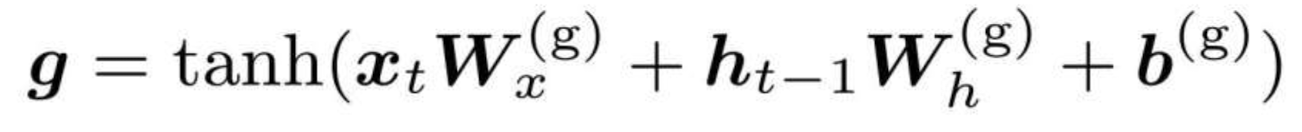 g = tanh(x_t W_x^{(g)} + h_{t-1} W_h^{(g)} + b^{(g)})